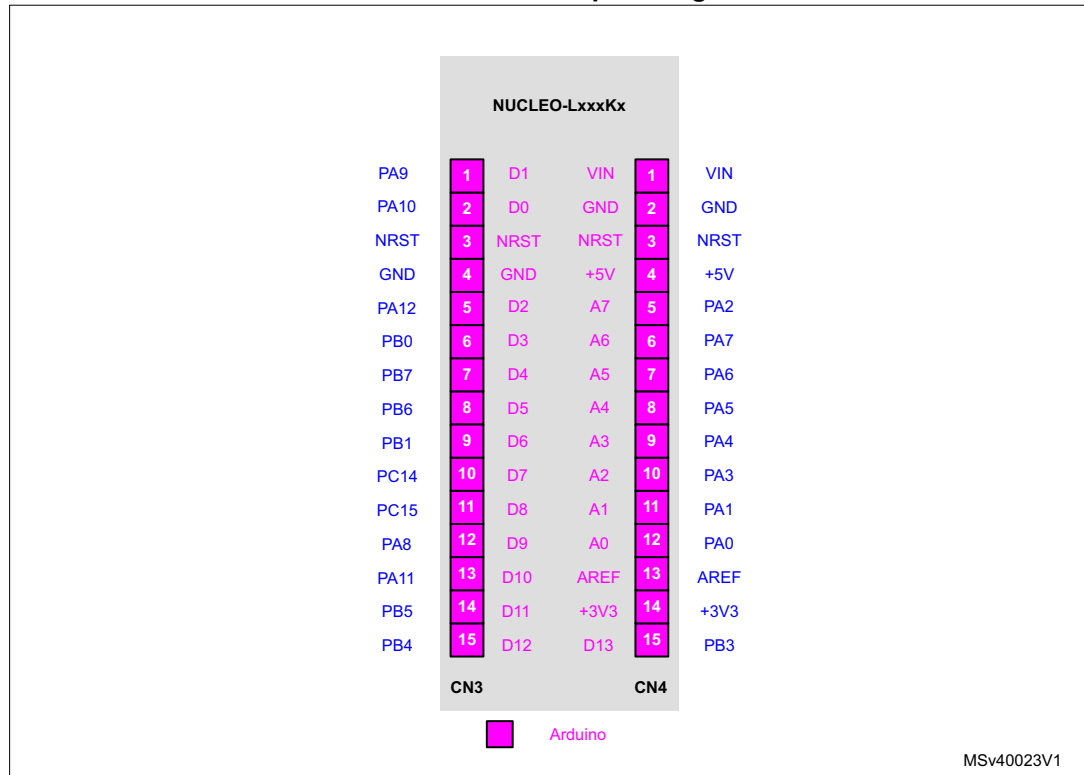 NUCLEO-LxxxKx
PA9 1 D1 VIN 1 VIN
PA10 2 D0 GND 2 GND
NRST 3 NRST NRST 3 NRST
GND 4 GND +5V 4 +5V
PA12 5 D2 A7 5 PA2
PB0 6 D3 A6 6 PA7
PB7 7 D4 A5 7 PA6
PB6 8 D5 A4 8 PA5
PB1 9 D6 A3 9 PA4
PC14 10 D7 A2 10 PA3
PC15 11 D8 A1 11 PA1
PA8 12 D9 A0 12 PA0
PA11 13 D10 AREF 13 AREF
PB5 14 D11 +3V3 14 +3V3
PB4 15 D12 D13 15 PB3
CN3 CN4
Arduino
MSv40023V1